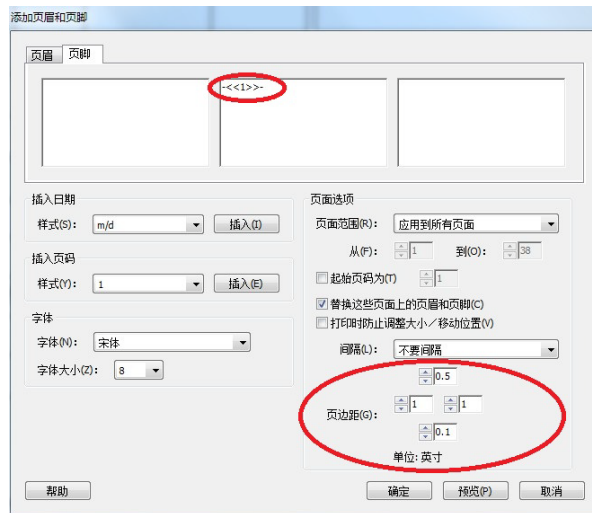 添加页眉和页脚
页眉 页脚
-<<1>>-
插入日期
样式(S): m/d 插入(I)
插入页码
样式(Y): 1 插入(E)
字体
字体(N): 宋体
字体大小(Z): 8
页面选项
页面范围(R): 应用到所有页面
从(F): 1 到(O): 38
起始页码为(T) 1
替换这些页面上的页眉和页脚(C)
打印时防止调整大小／移动位置(V)
间隔(L): 不要间隔
0.5
页边距(G): 1 1
0.1
单位: 英寸
帮助 确定 预览(P) 取消